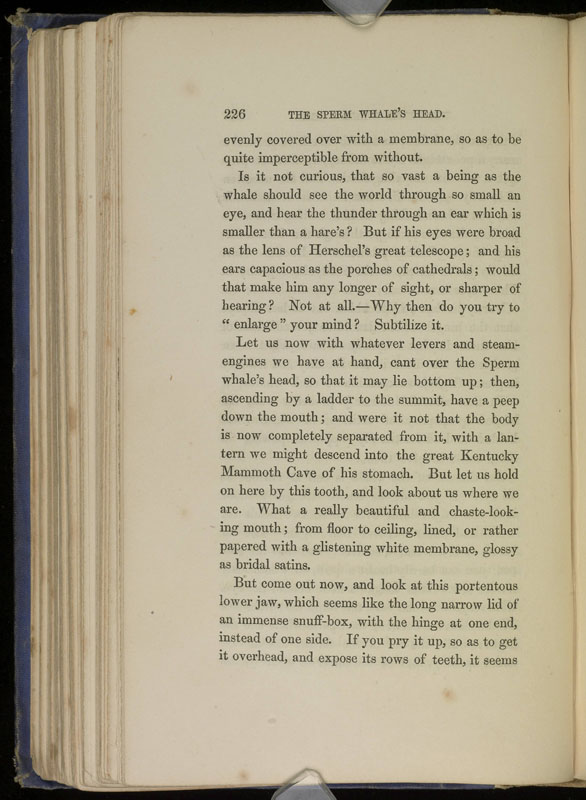 226 THE SPERM WHALE'S HEAD.
evenly covered over with a membrane, so as to be
quite imperceptible from without.
Is it not curious, that so vast a being as the
whale should see the world through so small an
eye, and hear the thunder through an ear which is
smaller than a hare's? But if his eyes were broad
as the lens of Herschel's great telescope; and his
ears capacious as the porches of cathedrals; would
that make him any longer of sight, or sharper of
hearing? Not at all.—Why then do you try to
“ enlarge ” your mind? Subtilize it.
Let us now with whatever levers and steam-
engines we have at hand, cant over the Sperm
whale's head, so that it may lie bottom up; then,
ascending by a ladder to the summit, have a peep
down the mouth; and were it not that the body
is now completely separated from it, with a lan-
tern we might descend into the great Kentucky
Mammoth Cave of his stomach. But let us hold
on here by this tooth, and look about us where we
are. What a really beautiful and chaste-look-
ing mouth; from floor to ceiling, lined, or rather
papered with a glistening white membrane, glossy
as bridal satins.
But come out now, and look at this portentous
lower jaw, which seems like the long narrow lid of
an immense snuff-box, with the hinge at one end,
instead of one side. If you pry it up, so as to get
it overhead, and expose its rows of teeth, it seems